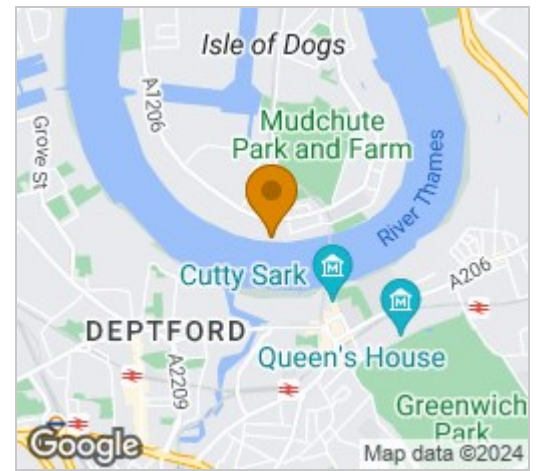 Isle of Dogs
A1206
Grove St
Mudchute
Park and Farm
River Thames
Cutty Sark
M
M
A206
DEPTFORD
A2209
Queen's House
Greenwich
Park
Google
Map data ©2024